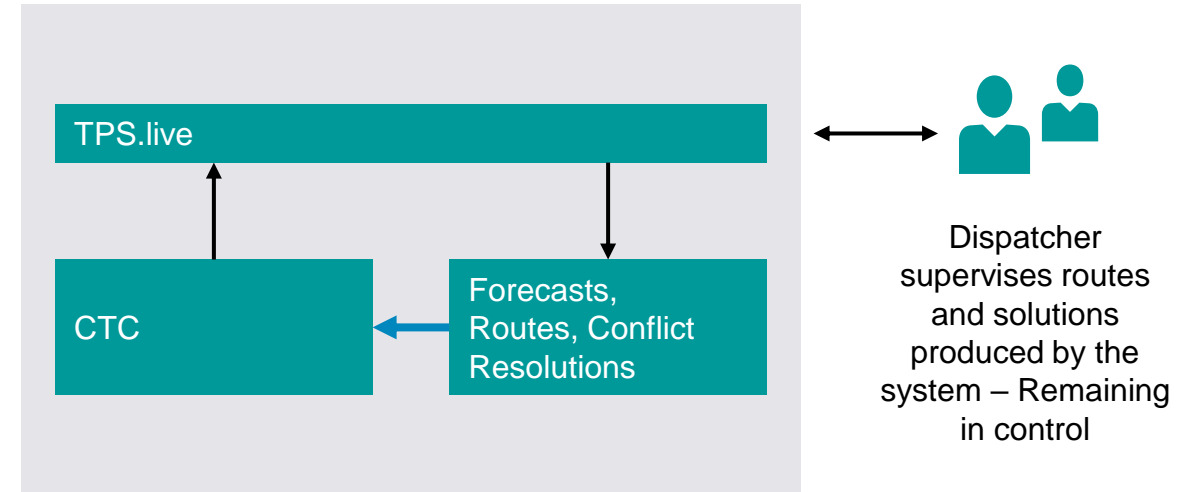 TPS.live
CTC
Forecasts,
Routes, Conflict
Resolutions
Dispatcher
supervises routes
and solutions
produced by the
system – Remaining
in control